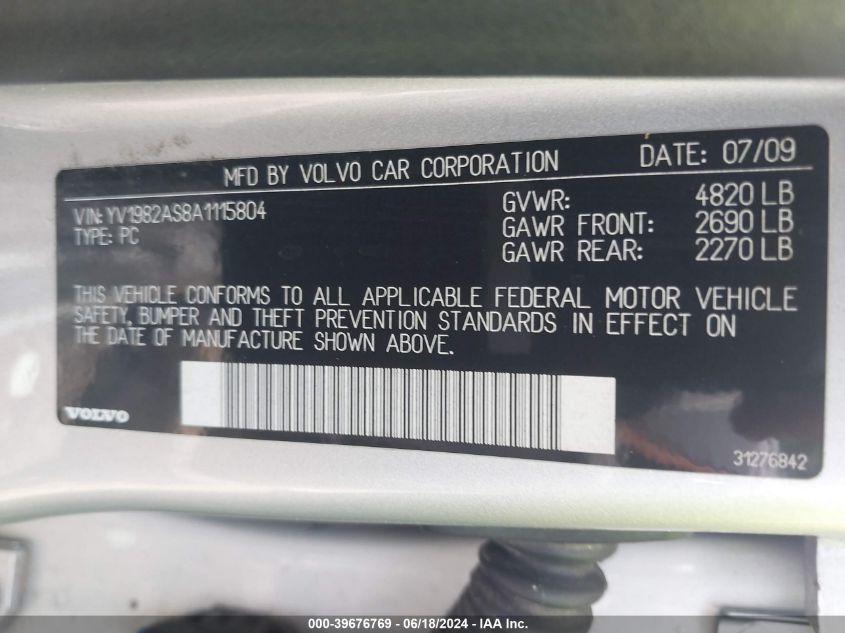 MFD BY VOLVO CAR CORPORATION DATE: 07/09
VIN: YV1982AS8A1115804
TYPE: PC
GVWR: 4820 LB
GAWR FRONT: 2690 LB
GAWR REAR: 2270 LB
THIS VEHICLE CONFORMS TO ALL APPLICABLE FEDERAL MOTOR VEHICLE
SAFETY, BUMPER AND THEFT PREVENTION STANDARDS IN EFFECT ON
THE DATE OF MANUFACTURE SHOWN ABOVE.
VOLVO
31276842
000-39676769 - 06/18/2024 - IAA Inc.